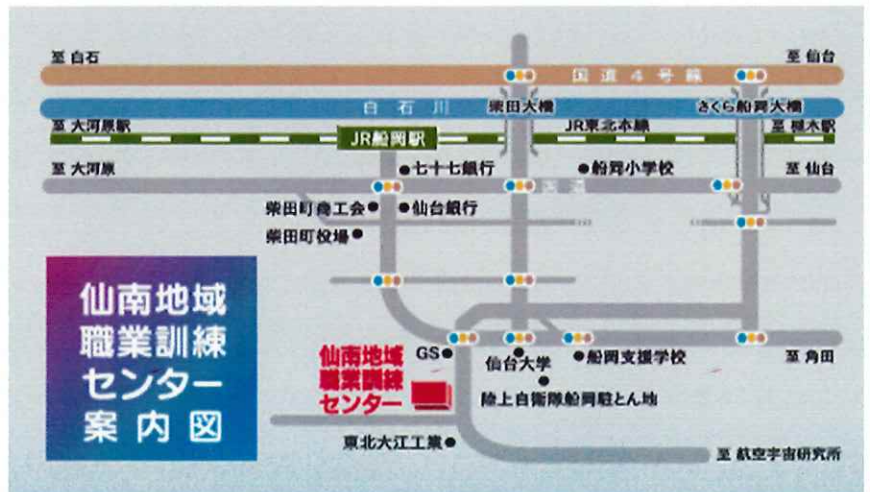 至 白石
至 仙台
国道4号線
白石川
柴田大橋
さくら船岡大橋
至 大河原駅
JR船岡駅
JR東北本線
至 槻木駅
至 大河原
七十七銀行
船岡小学校
至 仙台
国道
柴田町商工会
仙台銀行
柴田町役場
仙南地域
職業訓練
センター
案内図
仙南地域
職業訓練
センター
GS
仙台大学
船岡支援学校
至 角田
陸上自衛隊船岡駐とん地
東北大江工業
至 航空宇宙研究所